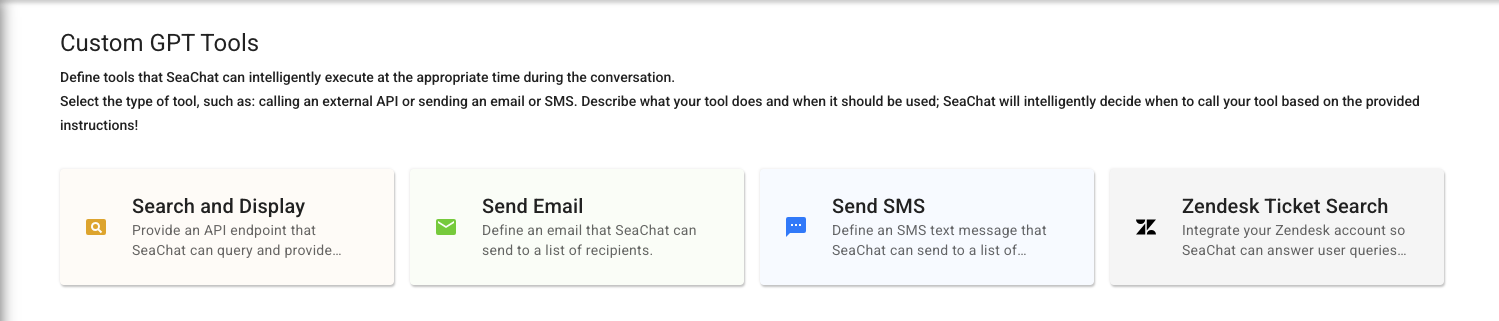 Custom GPT Tools
Define tools that SeaChat can intelligently execute at the appropriate time during the conversation.
Select the type of tool, such as: calling an external API or sending an email or SMS. Describe what your tool does and when it should be used; SeaChat will intelligently decide when to call your tool based on the provided
instructions!
Search and Display
Provide an API endpoint that
SeaChat can query and provide…
Send Email
Define an email that SeaChat can
send to a list of recipients.
Send SMS
Define an SMS text message that
SeaChat can send to a list of…
Zendesk Ticket Search
Integrate your Zendesk account so
SeaChat can answer user queries…